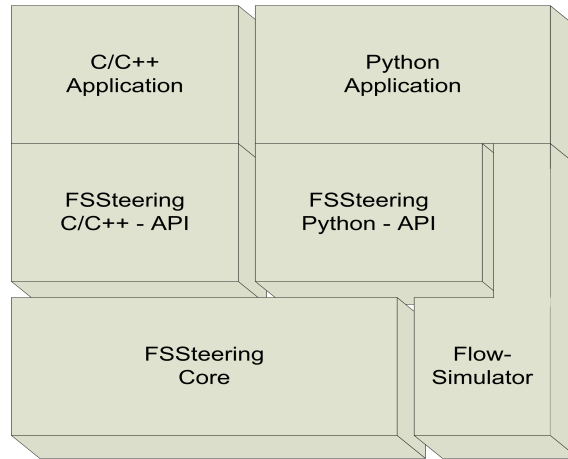 C/C++
Application
Python
Application
FSSteering
C/C++ - API
FSSteering
Python - API
FSSteering
Core
Flow-
Simulator